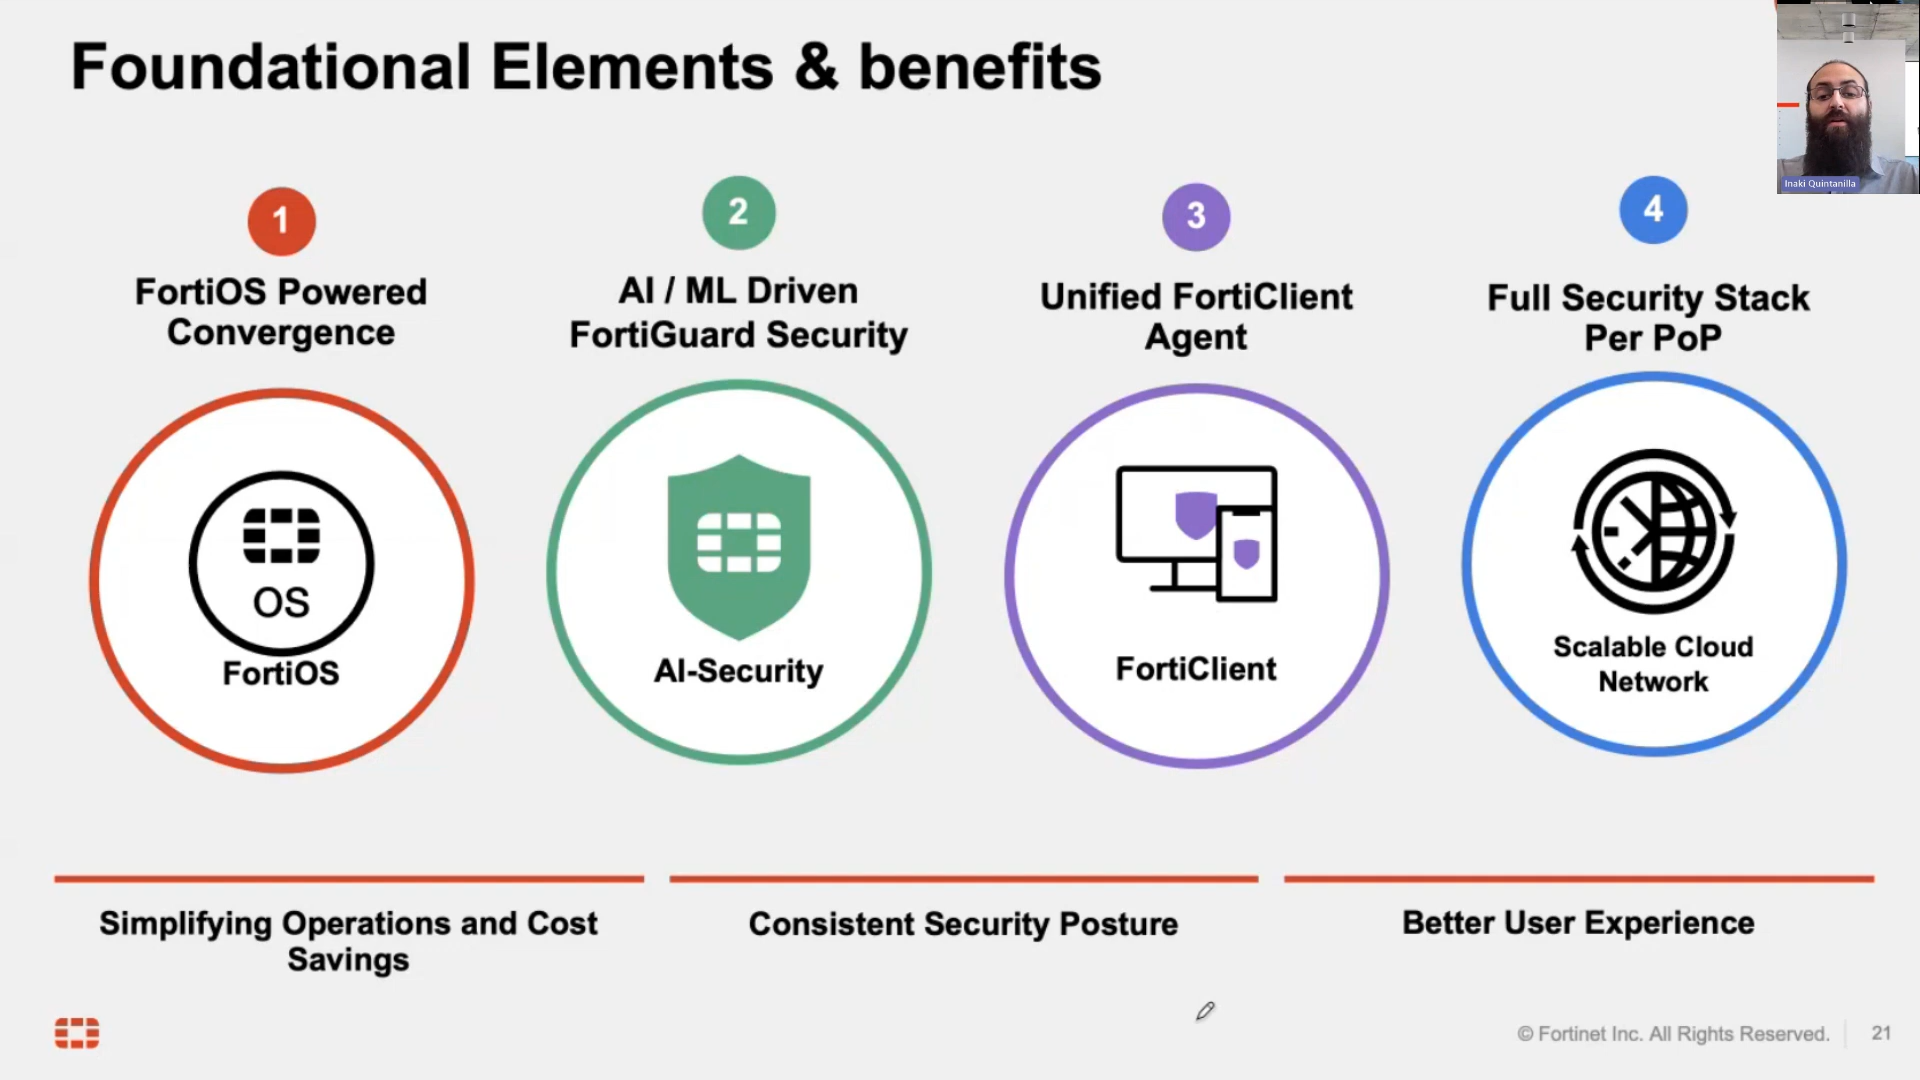 Foundational Elements & benefits
Inaki Quintanilla
1
FortiOS Powered
Convergence
OS
FortiOS
2
AI / ML Driven
FortiGuard Security
AI-Security
3
Unified FortiClient
Agent
FortiClient
4
Full Security Stack
Per PoP
Scalable Cloud
Network
Simplifying Operations and Cost
Savings
Consistent Security Posture
Better User Experience
© Fortinet Inc. All Rights Reserved.
21